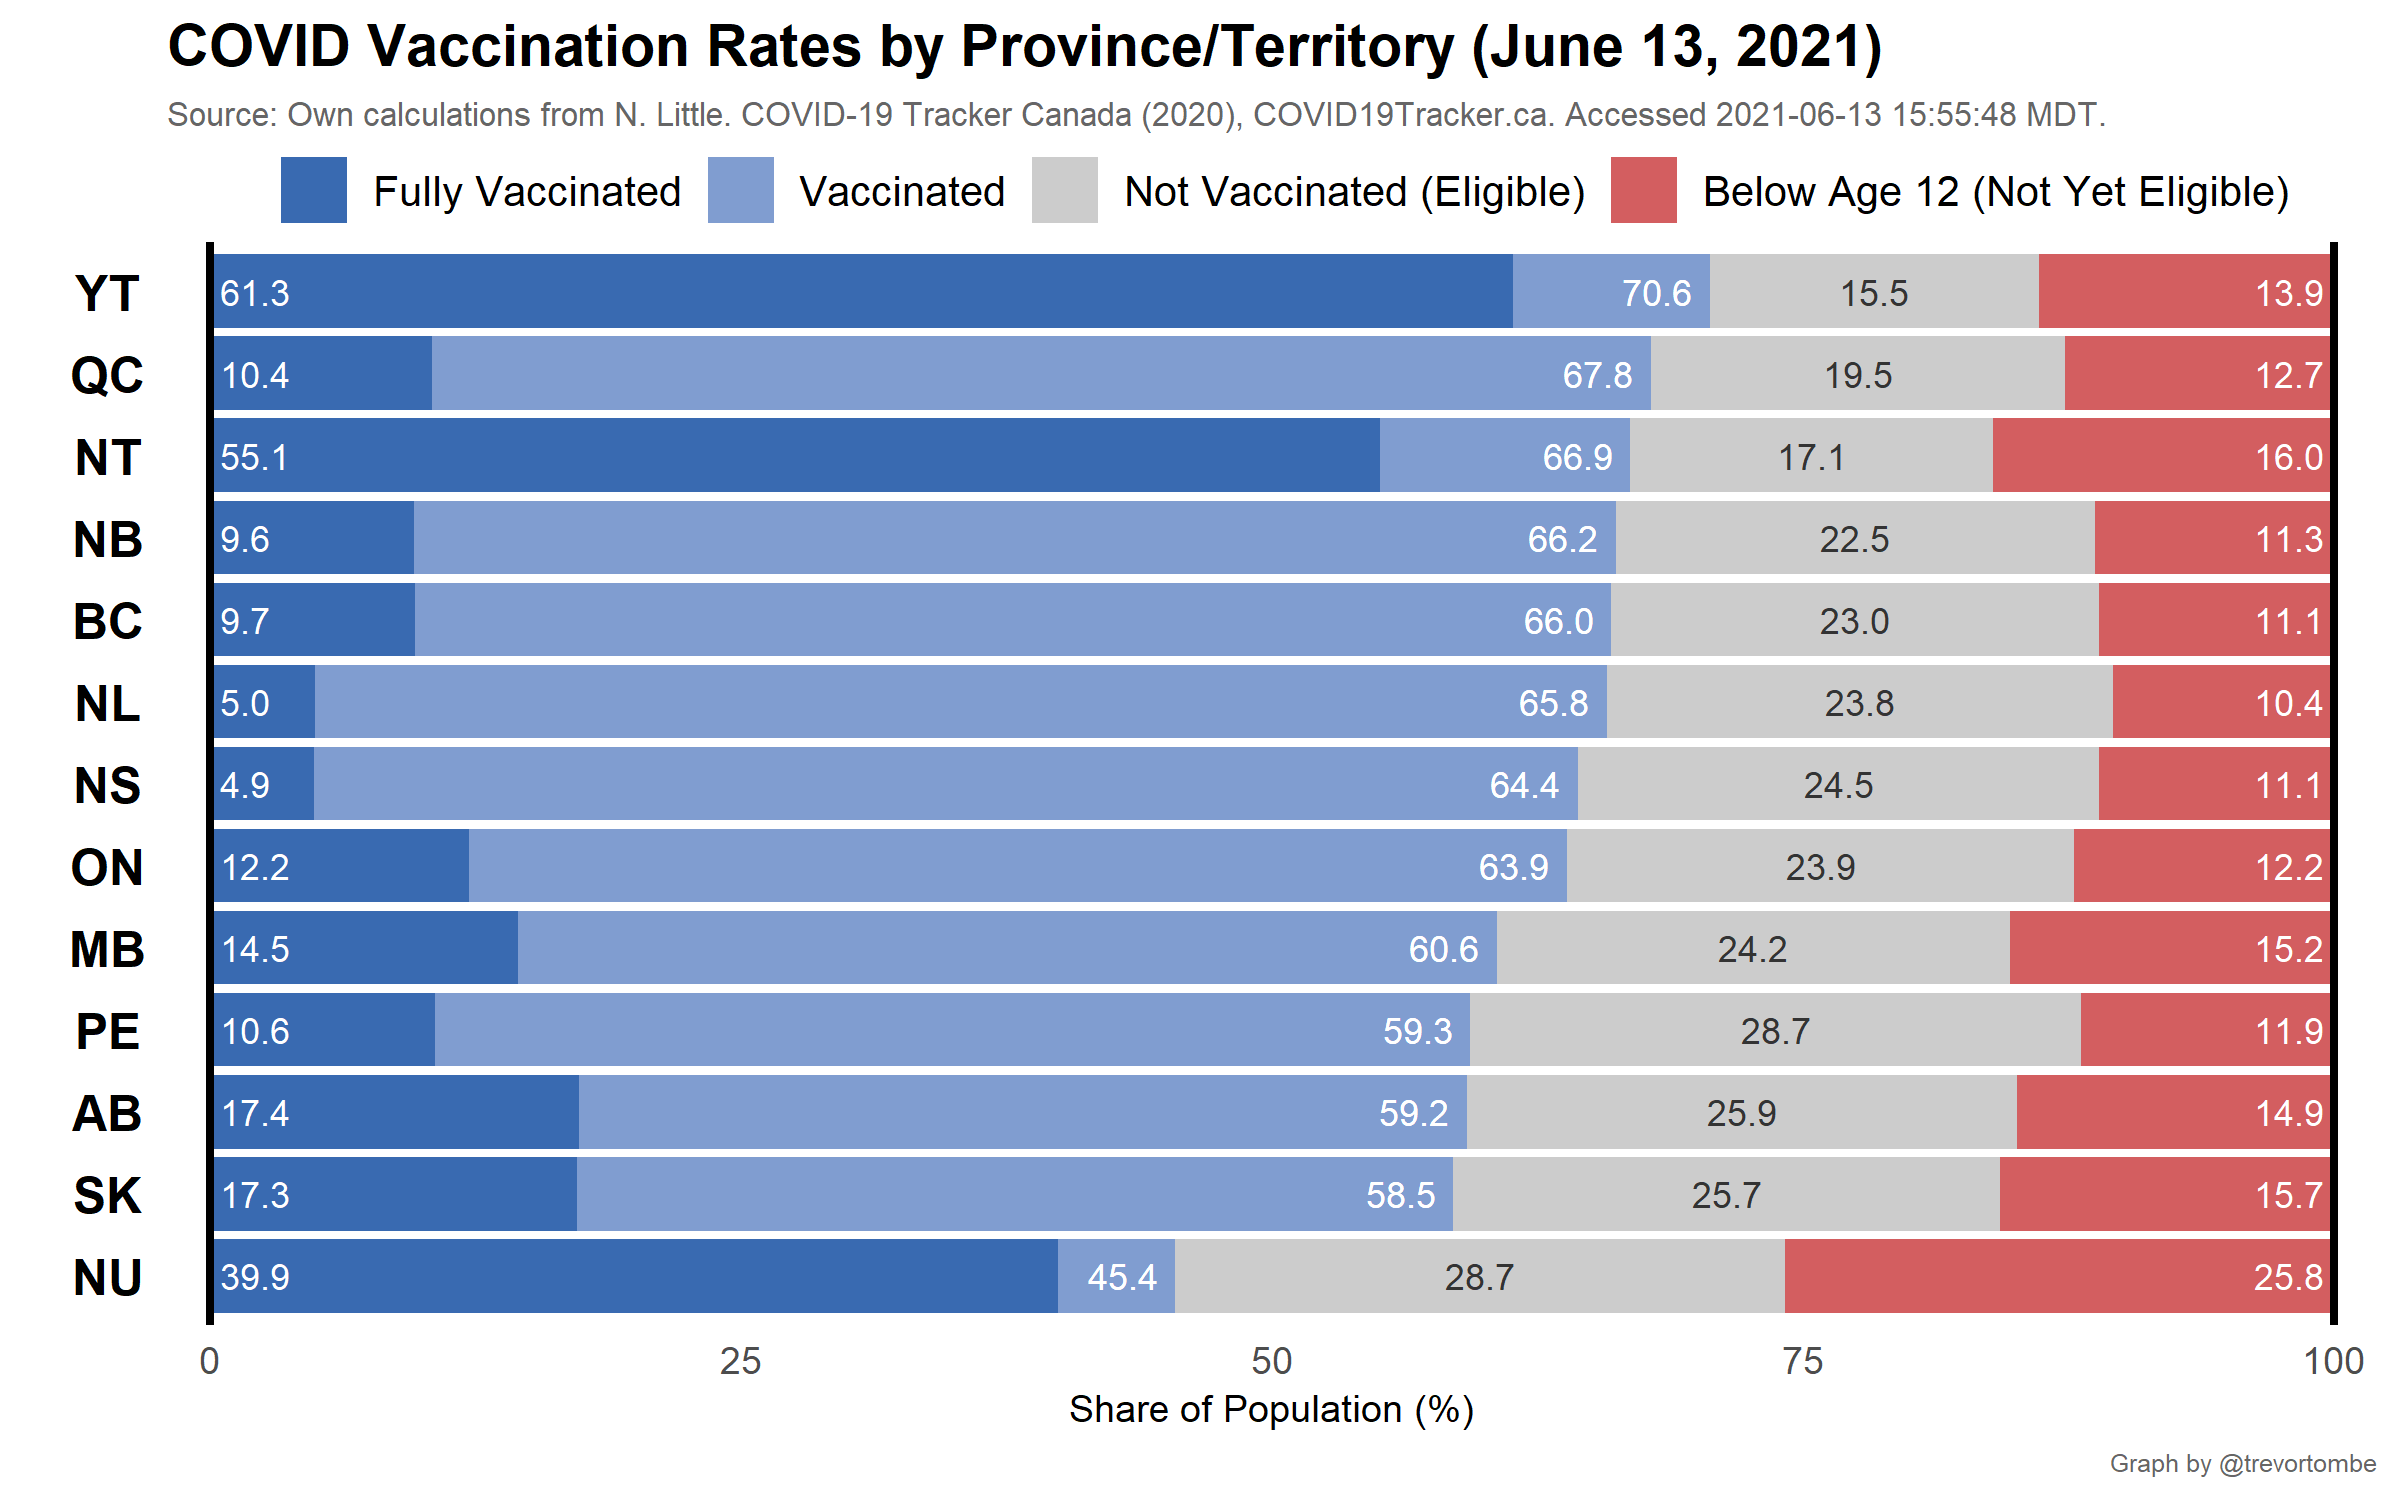 COVID Vaccination Rates by Province/Territory (June 13, 2021)
Source: Own calculations from N. Little. COVID-19 Tracker Canada (2020), COVID19Tracker.ca. Accessed 2021-06-13 15:55:48 MDT.
Fully Vaccinated Vaccinated Not Vaccinated (Eligible) Below Age 12 (Not Yet Eligible)
YT 61.3 70.6 15.5 13.9
QC 10.4 67.8 19.5 12.7
NT 55.1 66.9 17.1 16.0
NB 9.6 66.2 22.5 11.3
BC 9.7 66.0 23.0 11.1
NL 5.0 65.8 23.8 10.4
NS 4.9 64.4 24.5 11.1
ON 12.2 63.9 23.9 12.2
MB 14.5 60.6 24.2 15.2
PE 10.6 59.3 28.7 11.9
AB 17.4 59.2 25.9 14.9
SK 17.3 58.5 25.7 15.7
NU 39.9 45.4 28.7 25.8
0 25 50 75 100
Share of Population (%)
Graph by @trevortombe